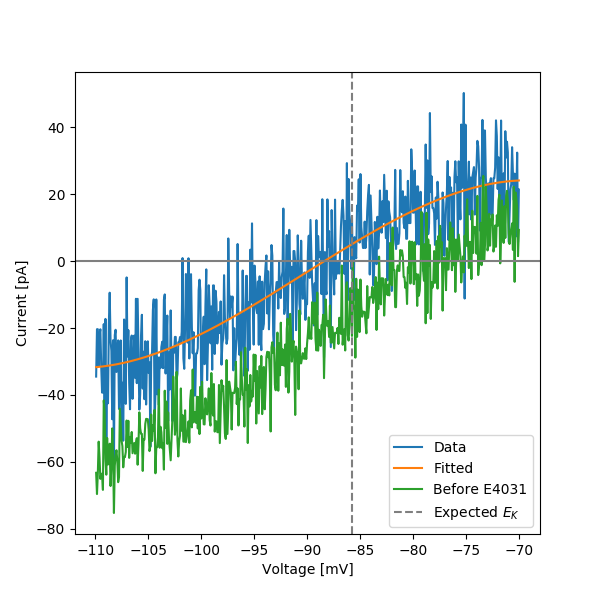 40
20
0
−20
−40
−60
−80
Current [pA]
Data
Fitted
Before E4031
Expected E_K
−110 −105 −100 −95 −90 −85 −80 −75 −70
Voltage [mV]